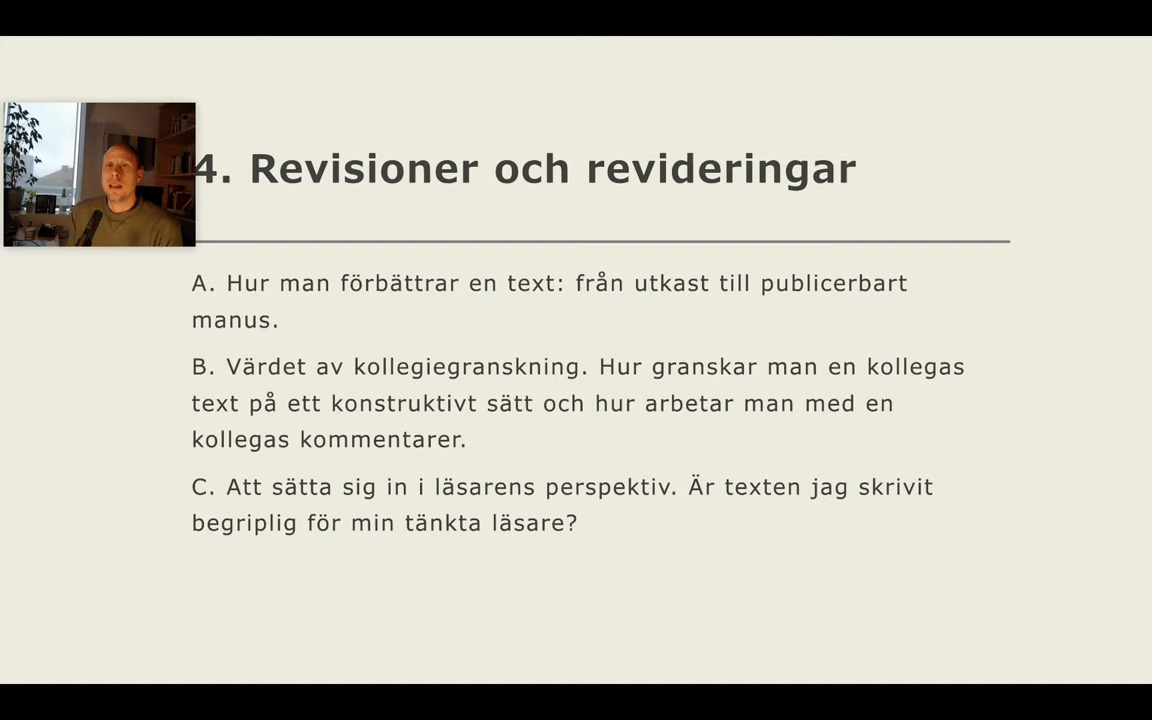 4. Revisioner och revideringar
A. Hur man förbättrar en text: från utkast till publicerbart
manus.
B. Värdet av kollegiegranskning. Hur granskar man en kollegas
text på ett konstruktivt sätt och hur arbetar man med en
kollegas kommentarer.
C. Att sätta sig in i läsarens perspektiv. Är texten jag skrivit
begriplig för min tänkta läsare?